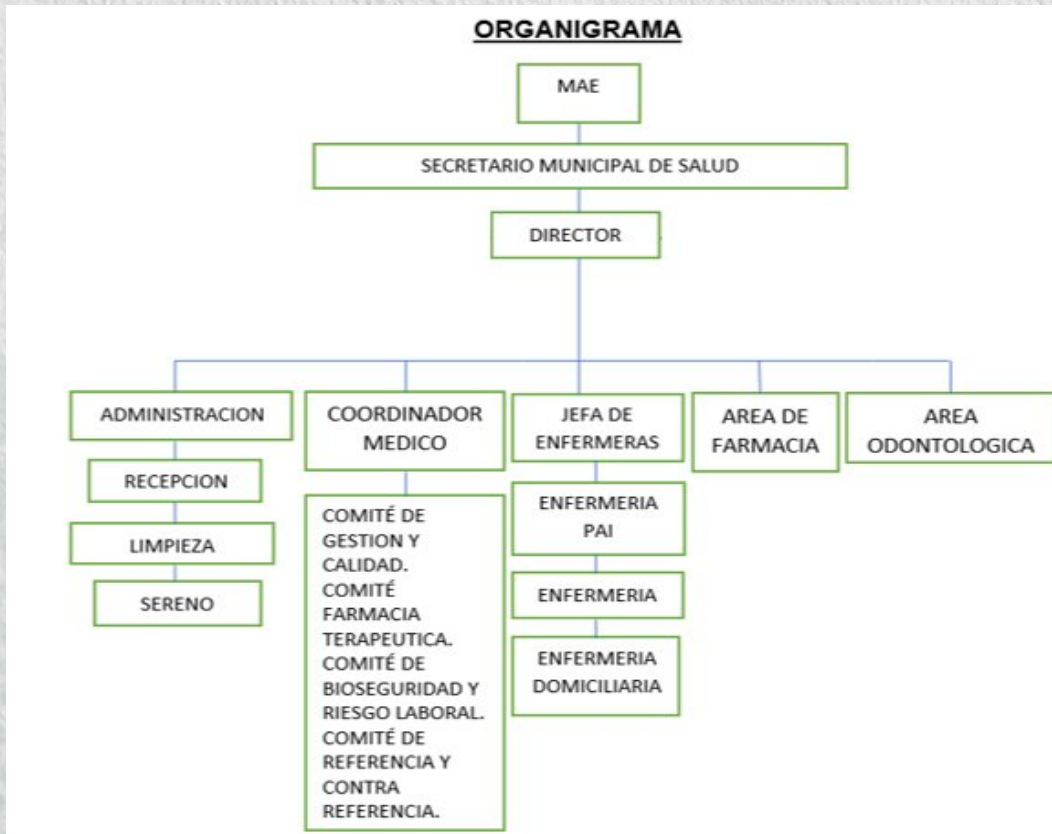 ORGANIGRAMA
MAE
SECRETARIO MUNICIPAL DE SALUD
DIRECTOR
ADMINISTRACION
RECEPCION
LIMPIEZA
SERENO
COORDINADOR
MEDICO
COMITÉ DE
GESTION Y
CALIDAD.
COMITÉ
FARMACIA
TERAPEUTICA.
COMITÉ DE
BIOSEGURIDAD Y
RIESGO LABORAL.
COMITÉ DE
REFERENCIA Y
CONTRA
REFERENCIA.
JEFA DE
ENFERMERAS
ENFERMERIA
PAI
ENFERMERIA
ENFERMERIA
DOMICILIARIA
AREA DE
FARMACIA
AREA
ODONTOLOGICA